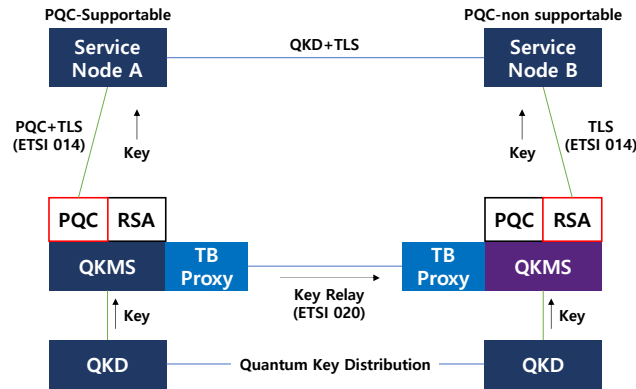 PQC-Supportable
PQC-non supportable
Service
Node A
QKD+TLS
Service
Node B
PQC+TLS
(ETSI 014)
Key
Key
TLS
(ETSI 014)
PQC
RSA
PQC
RSA
QKMS
TB
Proxy
TB
Proxy
QKMS
Key Relay
(ETSI 020)
Key
Key
QKD
Quantum Key Distribution
QKD